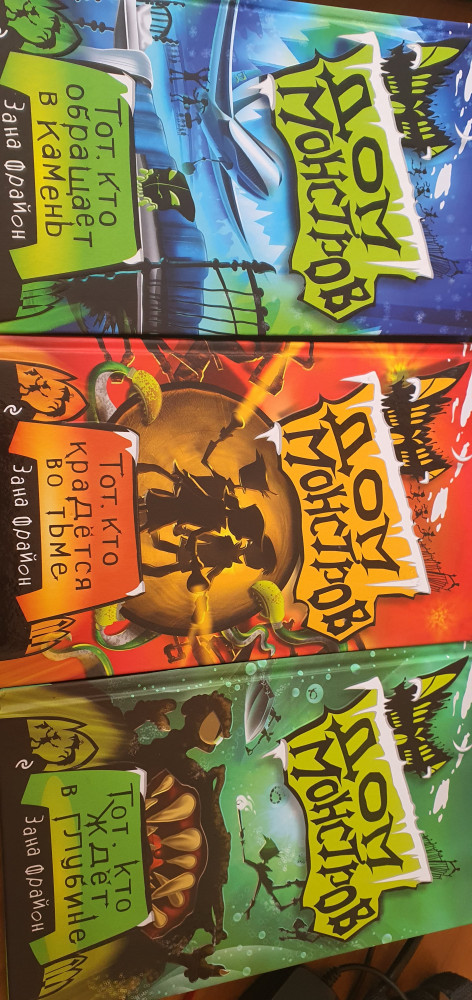 ДОМ
МОНСТРОВ
Тот, кто
обращает
в камень
Зана Фрайон
ДОМ
МОНСТРОВ
Тот, кто
крадётся
во тьме
Зана Фрайон
ДОМ
МОНСТРОВ
Тот, кто
ждёт
в глубине
Зана Фрайон